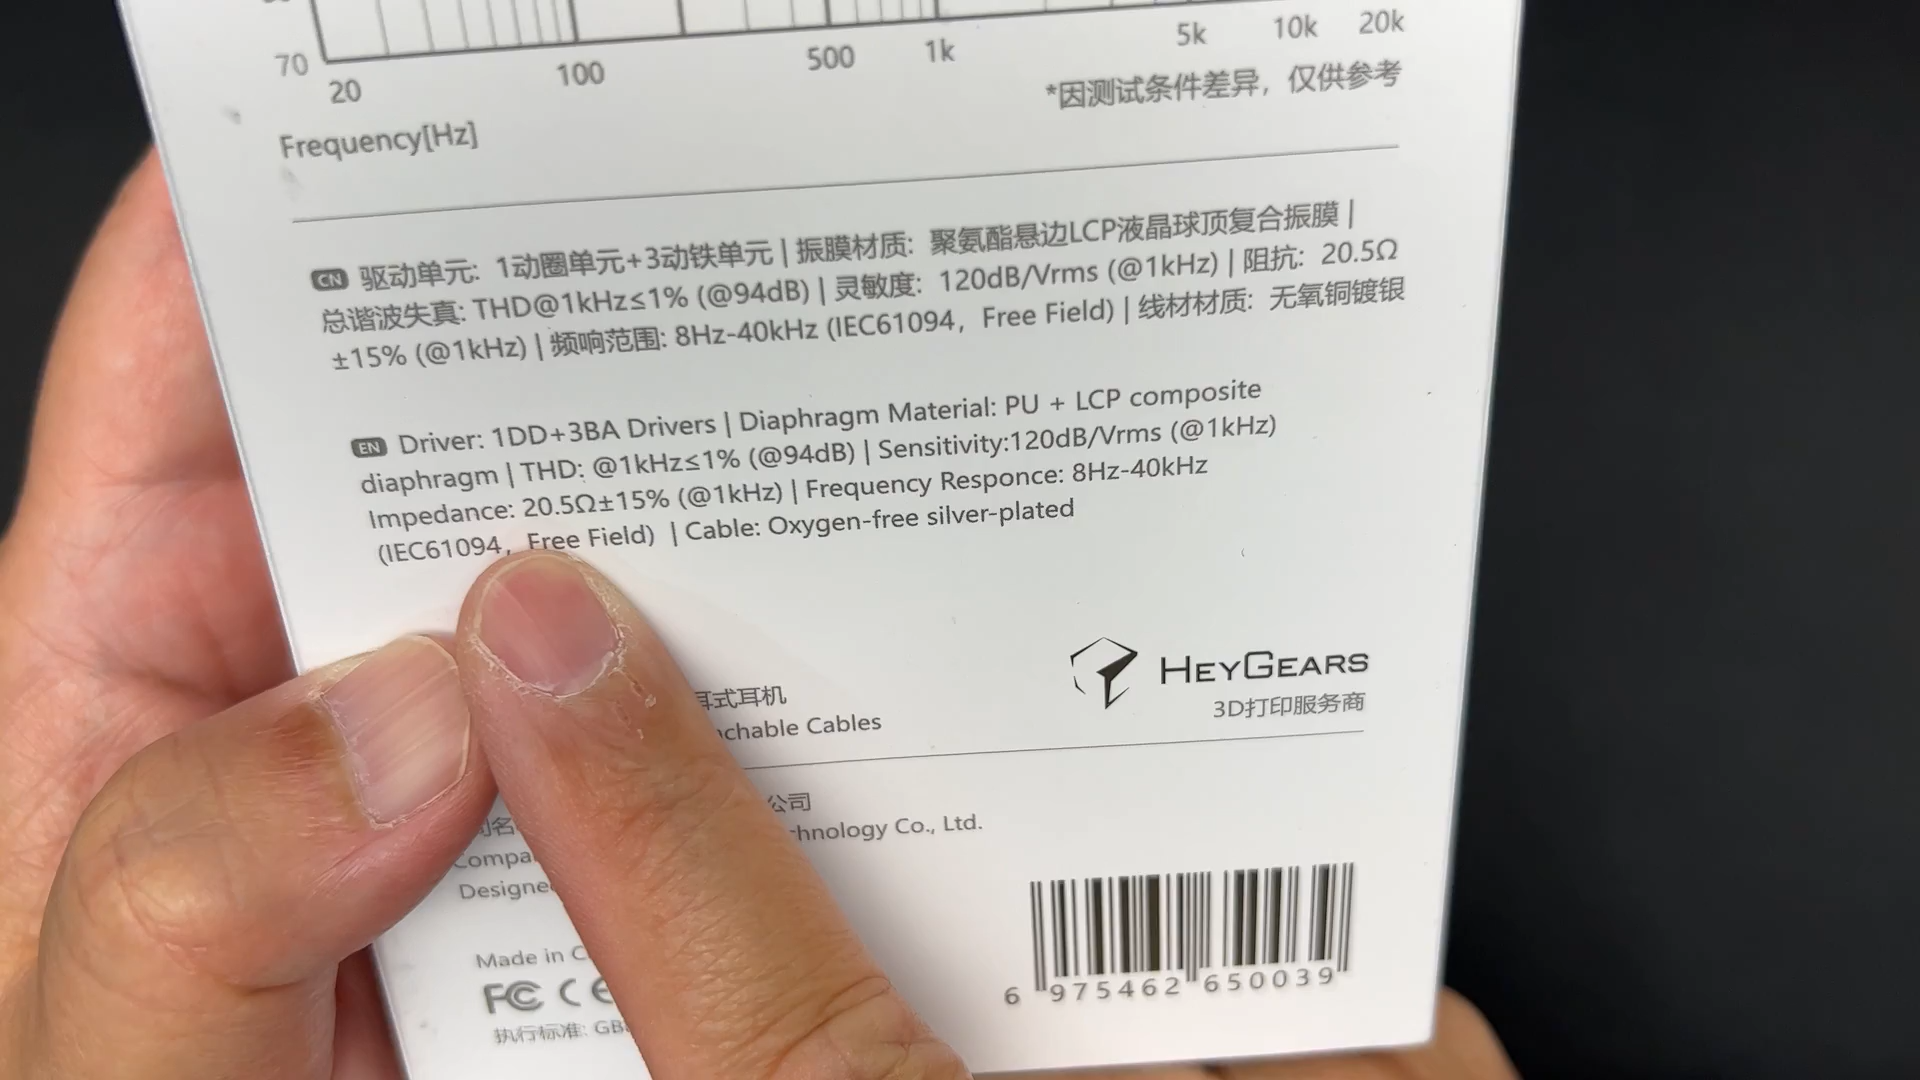 70
20 100 500 1k 5k 10k 20k
Frequency[Hz]
*因测试条件差异，仅供参考
CN 驱动单元: 1动圈单元+3动铁单元 | 振膜材质: 聚氨酯悬边LCP液晶球顶复合振膜 |
总谐波失真: THD@1kHz≤1% (@94dB) | 灵敏度: 120dB/Vrms (@1kHz) | 阻抗: 20.5Ω
±15% (@1kHz) | 频响范围: 8Hz-40kHz (IEC61094, Free Field) | 线材材质: 无氧铜镀银
EN Driver: 1DD+3BA Drivers | Diaphragm Material: PU + LCP composite
diaphragm | THD: @1kHz≤1% (@94dB) | Sensitivity:120dB/Vrms (@1kHz)
Impedance: 20.5Ω±15% (@1kHz) | Frequency Responce: 8Hz-40kHz
(IEC61094, Free Field) | Cable: Oxygen-free silver-plated
耳式耳机
chable Cables
HEYGEARS
3D打印服务商
公司
hnology Co., Ltd.
Compa
Designe
Made in C
FC CE
执行标准: GB
6 975462 650039